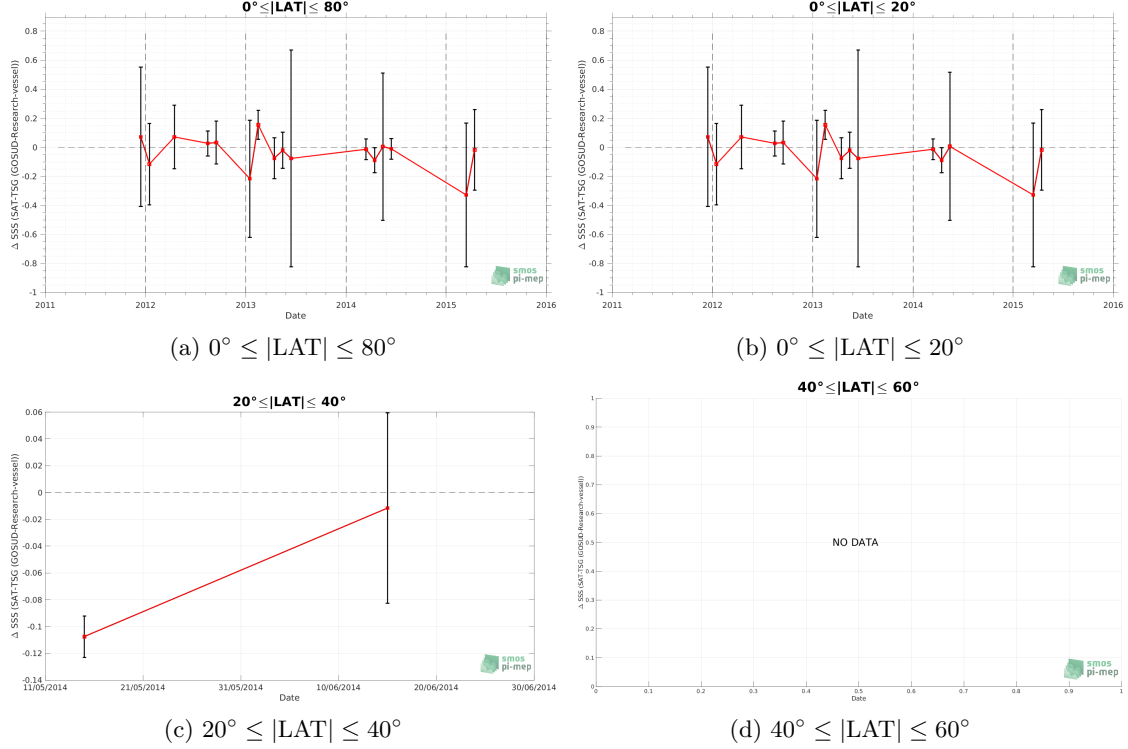 0°≤|LAT|≤ 80°
Δ SSS (SAT-TSG (GOSUD-Research-vessel))
0.8
0.6
0.4
0.2
0
-0.2
-0.4
-0.6
-0.8
-1
2011 2012 2013 2014 2015 2016
Date
smos
pi-mep
(a) 0° ≤ |LAT| ≤ 80°
0°≤|LAT|≤ 20°
Δ SSS (SAT-TSG (GOSUD-Research-vessel))
0.8
0.6
0.4
0.2
0
-0.2
-0.4
-0.6
-0.8
-1
2011 2012 2013 2014 2015 2016
Date
smos
pi-mep
(b) 0° ≤ |LAT| ≤ 20°
20°≤|LAT|≤ 40°
Δ SSS (SAT-TSG (GOSUD-Research-vessel))
0.06
0.04
0.02
0
-0.02
-0.04
-0.06
-0.08
-0.1
-0.12
-0.14
11/05/2014 21/05/2014 31/05/2014 10/06/2014 20/06/2014 30/06/2014
Date
smos
pi-mep
(c) 20° ≤ |LAT| ≤ 40°
40°≤|LAT|≤ 60°
Δ SSS (SAT-TSG (GOSUD-Research-vessel))
1
0.9
0.8
0.7
0.6
0.5
0.4
0.3
0.2
0.1
0
NO DATA
0 0.1 0.2 0.3 0.4 0.5 0.6 0.7 0.8 0.9 1
Date
smos
pi-mep
(d) 40° ≤ |LAT| ≤ 60°